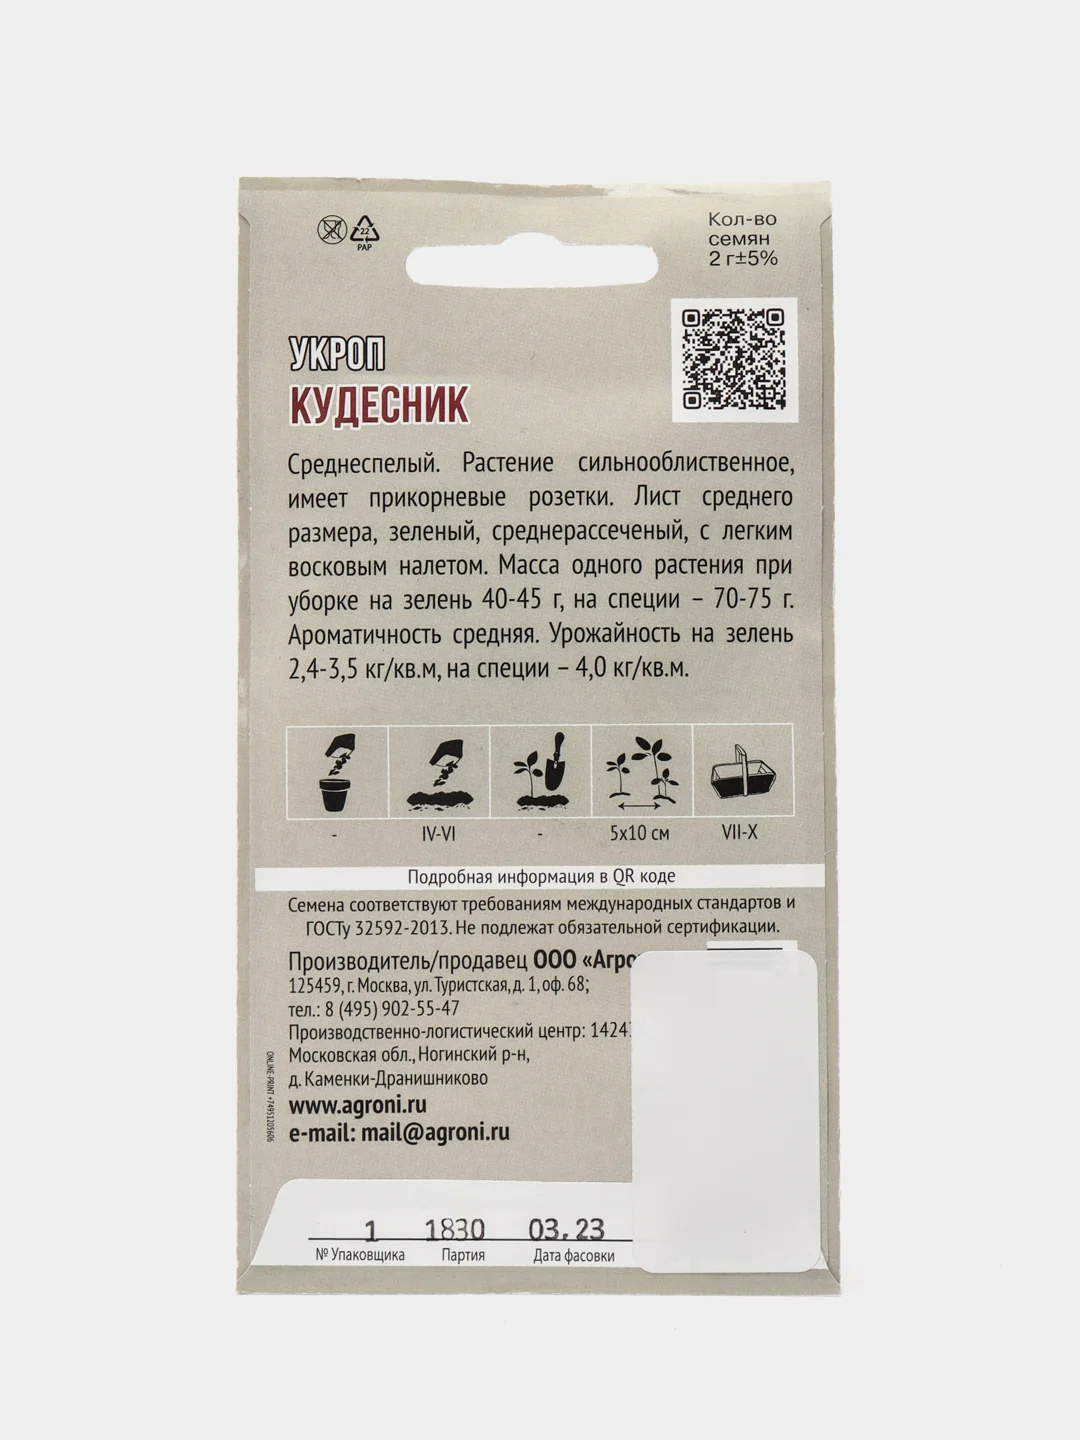 Кол-во
семян
2 г±5%
22
PAP
УКРОП
КУДЕСНИК
Среднеспелый. Растение сильнооблиственное,
имеет прикорневые розетки. Лист среднего
размера, зеленый, среднерассеченый, с легким
восковым налетом. Масса одного растения при
уборке на зелень 40-45 г, на специи – 70-75 г.
Ароматичность средняя. Урожайность на зелень
2,4-3,5 кг/кв.м, на специи – 4,0 кг/кв.м.
- IV-VI - 5х10 см VII-X
Подробная информация в QR коде
Семена соответствуют требованиям международных стандартов и
ГОСТу 32592-2013. Не подлежат обязательной сертификации.
Производитель/продавец ООО
125459, г. Москва, ул. Туристская, д. 1, оф. 68;
тел.: 8 (495) 902-55-47
Производственно-логистический центр:
Московская обл., Ногинский р-н,
д. Каменки-Дранишниково
www.agroni.ru
e-mail: mail@agroni.ru
ONLINE-PRINT +74951205606
1 1830 03.23
№ Упаковщика Партия Дата фасовки